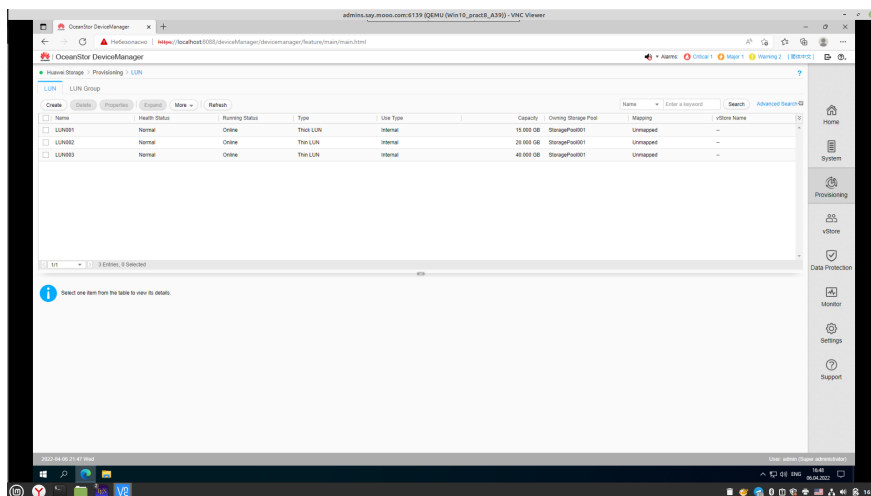 admins.say.mooo.com:6139 (QEMU (Win10_pract8_A39)) - VNC Viewer
OceanStor DeviceManager
Небезопасно | https://localhost:8088/deviceManager/devicemanager/feature/main/main.html
OceanStor DeviceManager
Alarms: Critical 1 Major 1 Warning 2 [简体中文]
Huawei.Storage > Provisioning > LUN
LUN LUN Group
Create Delete Properties Expand More Refresh Name Enter a keyword Search Advanced Search
Name Health Status Running Status Type Use Type Capacity Owning Storage Pool Mapping vStore Name
LUN001 Normal Online Thick LUN Internal 15.000 GB StoragePool001 Unmapped --
LUN002 Normal Online Thin LUN Internal 20.000 GB StoragePool001 Unmapped --
LUN003 Normal Online Thin LUN Internal 40.000 GB StoragePool001 Unmapped --
1/1 3 Entries, 0 Selected
Select one item from the table to view its details.
Home
System
Provisioning
vStore
Data Protection
Monitor
Settings
Support
2022-04-06 21:47 Wed User: admin (Super administrator)
ENG 16:48
06.04.2022
16